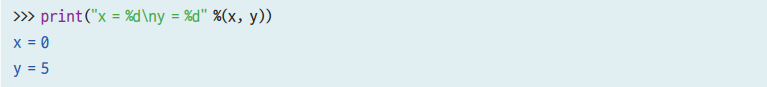 >>> print("x = %d\ny = %d" %(x, y))
x = 0
y = 5